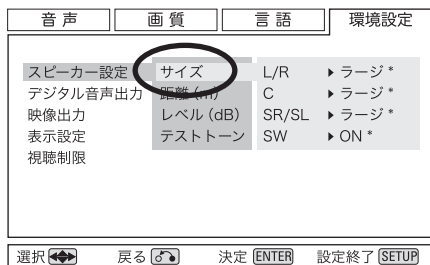 音声 画質 言語 環境設定
スピーカー設定 サイズ L/R ▶ ラージ *
デジタル音声出力 距離 (m) C ▶ ラージ *
映像出力 レベル (dB) SR/SL ▶ ラージ *
表示設定 テストトーン SW ▶ ON *
視聴制限
選択 戻る 決定 ENTER 設定終了 SETUP